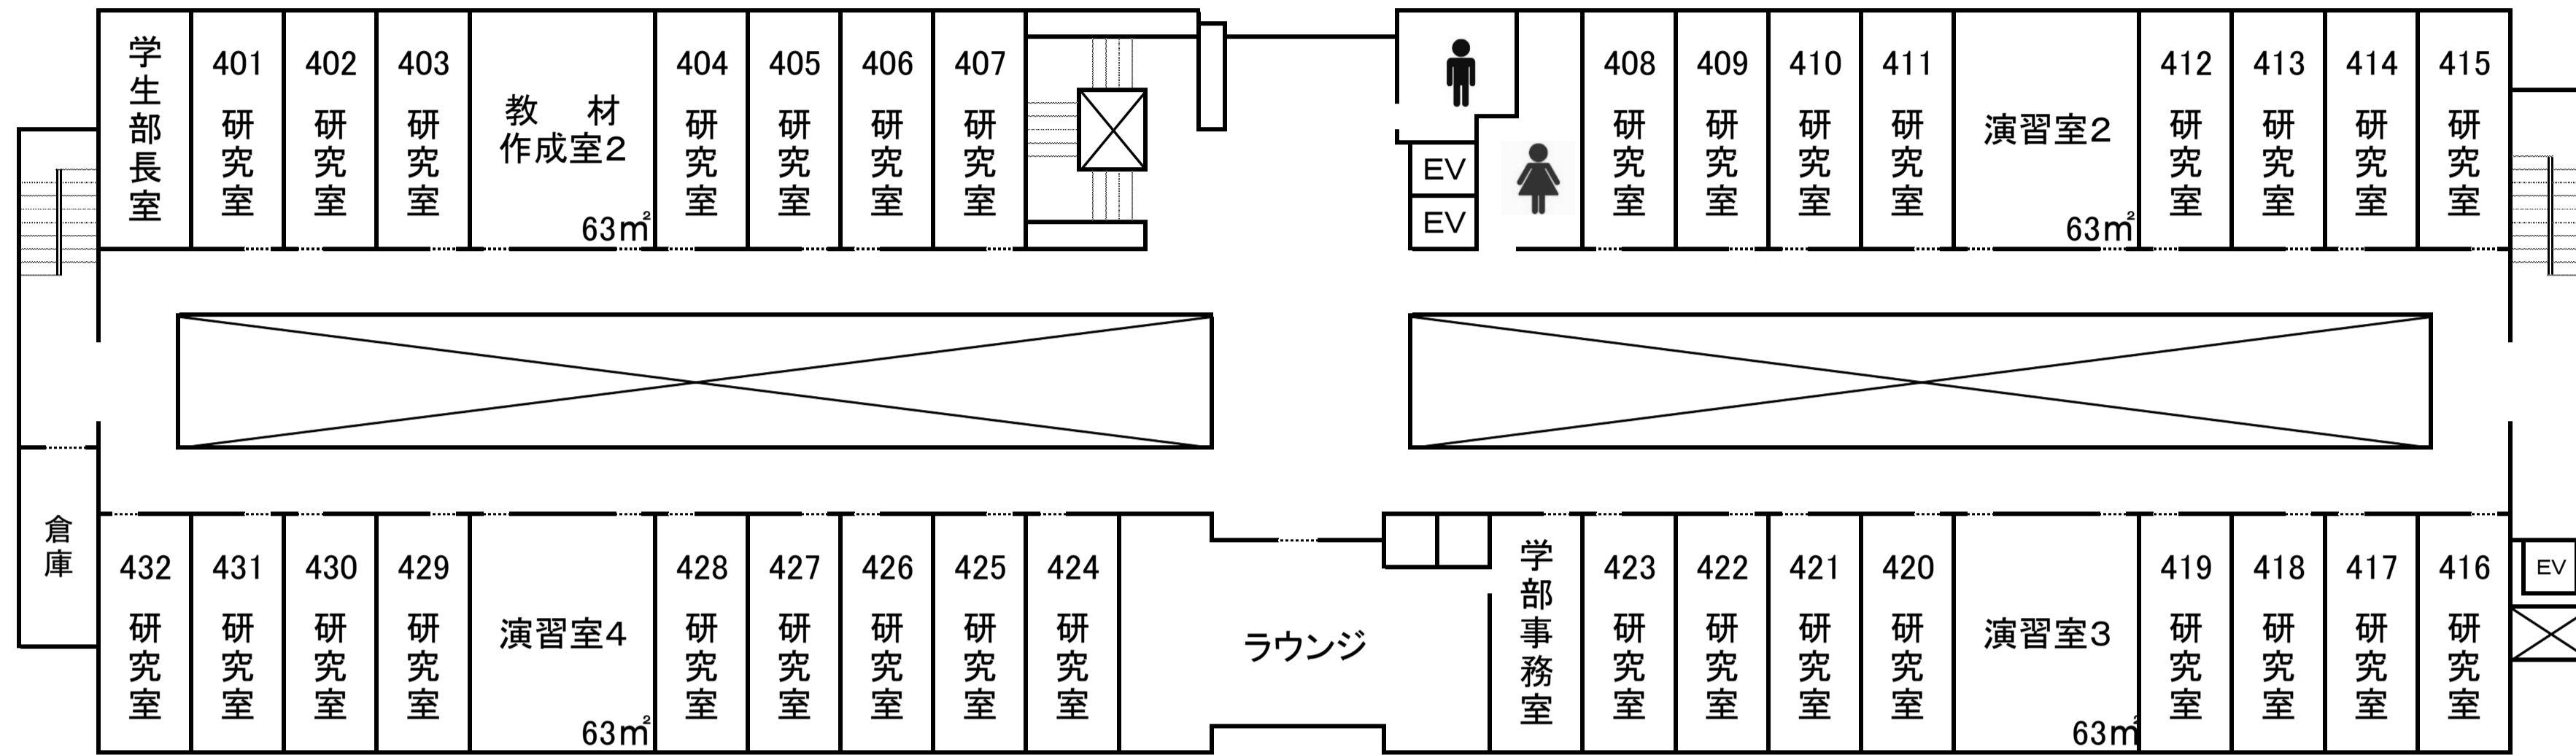 学生部長室
401 研究室
402 研究室
403 研究室
教 材
作成室2
63㎡
404 研究室
405 研究室
406 研究室
407 研究室
EV
EV
408 研究室
409 研究室
410 研究室
411 研究室
演習室2
63㎡
412 研究室
413 研究室
414 研究室
415 研究室
倉庫
432 研究室
431 研究室
430 研究室
429 研究室
演習室4
63㎡
428 研究室
427 研究室
426 研究室
425 研究室
424 研究室
ラウンジ
学部事務室
423 研究室
422 研究室
421 研究室
420 研究室
演習室3
63㎡
419 研究室
418 研究室
417 研究室
416 研究室
EV